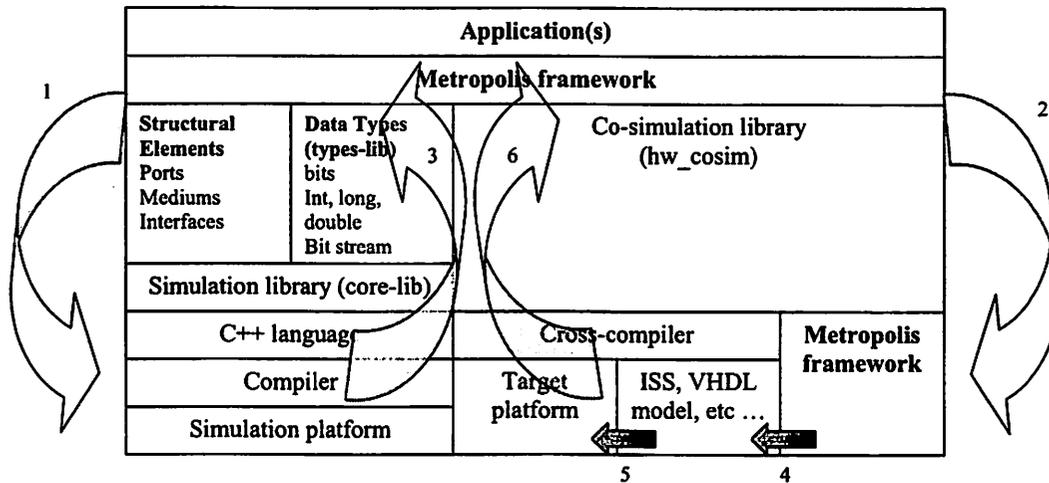 Application(s)
Metropolis framework
1
2
Structural
Elements
Ports
Mediums
Interfaces
Data Types
(types-lib)
bits
Int, long,
double
Bit stream
3
6
Co-simulation library
(hw_cosim)
Simulation library (core-lib)
C++ language
Cross-compiler
Metropolis
framework
Compiler
Target
platform
ISS, VHDL
model, etc ...
Simulation platform
5
4